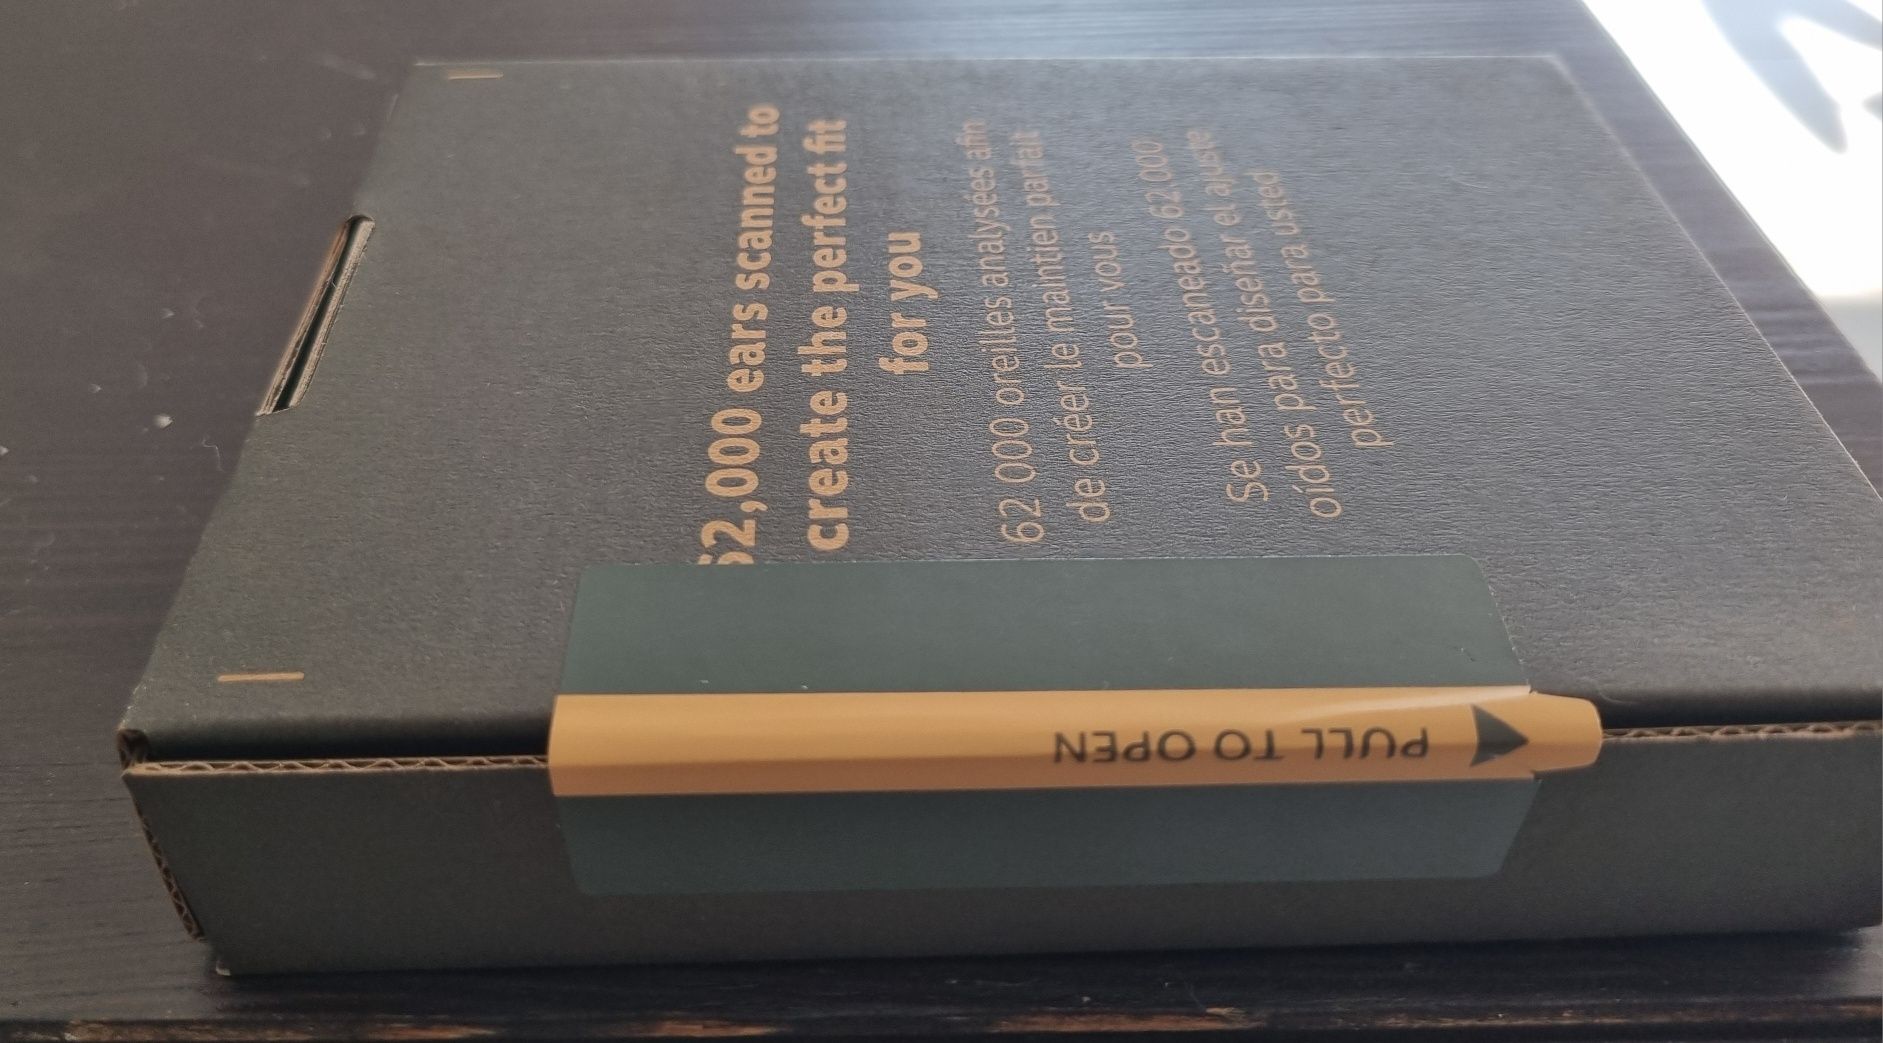 62,000 ears scanned to
create the perfect fit
for you
62 000 oreilles analysées afin
de créer le maintien parfait
pour vous
Se han escaneado 62.000
oídos para diseñar el ajuste
perfecto para usted
PULL TO OPEN